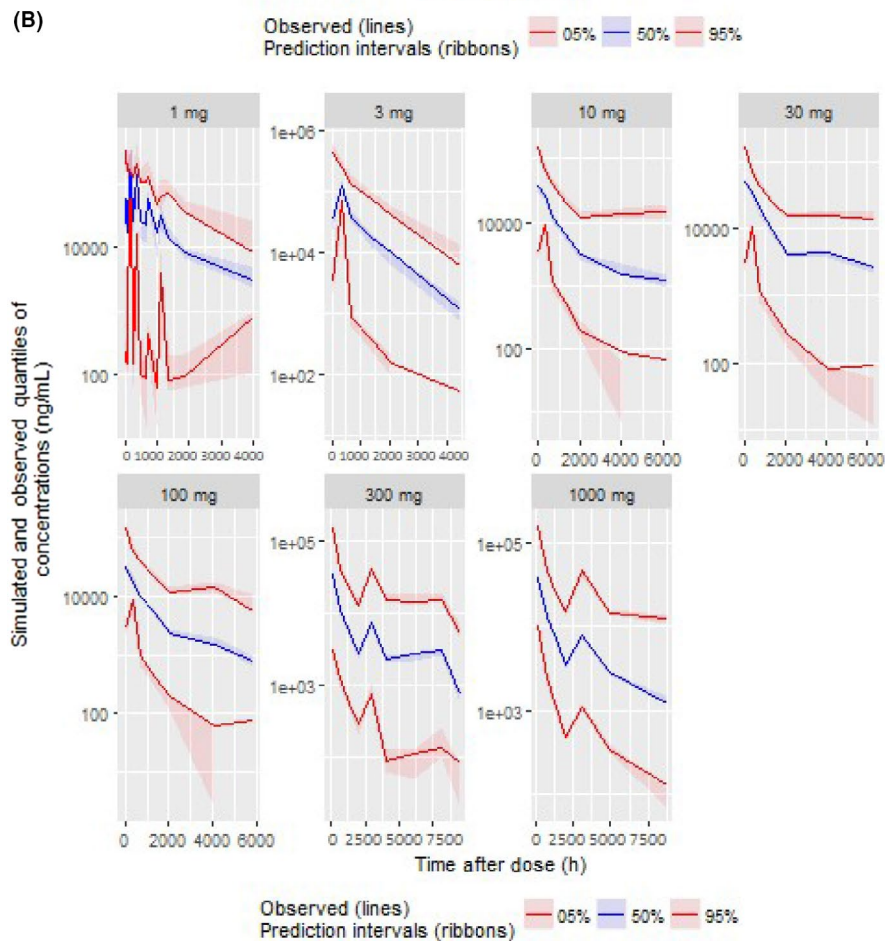 (B)
Observed (lines)
Prediction intervals (ribbons)
05% 50% 95%
1 mg
3 mg
10 mg
30 mg
10000
100
1e+06
1e+04
1e+02
10000
100
10000
100
0 1000 2000 3000 4000
0 1000 2000 3000 4000
0 2000 4000 6000
0 2000 4000 6000
Simulated and observed quantiles of
concentrations (ng/mL)
100 mg
300 mg
1000 mg
10000
100
1e+05
1e+03
1e+05
1e+03
0 2000 4000 6000
0 2500 5000 7500
0 2500 5000 7500
Time after dose (h)
Observed (lines)
Prediction intervals (ribbons)
05% 50% 95%